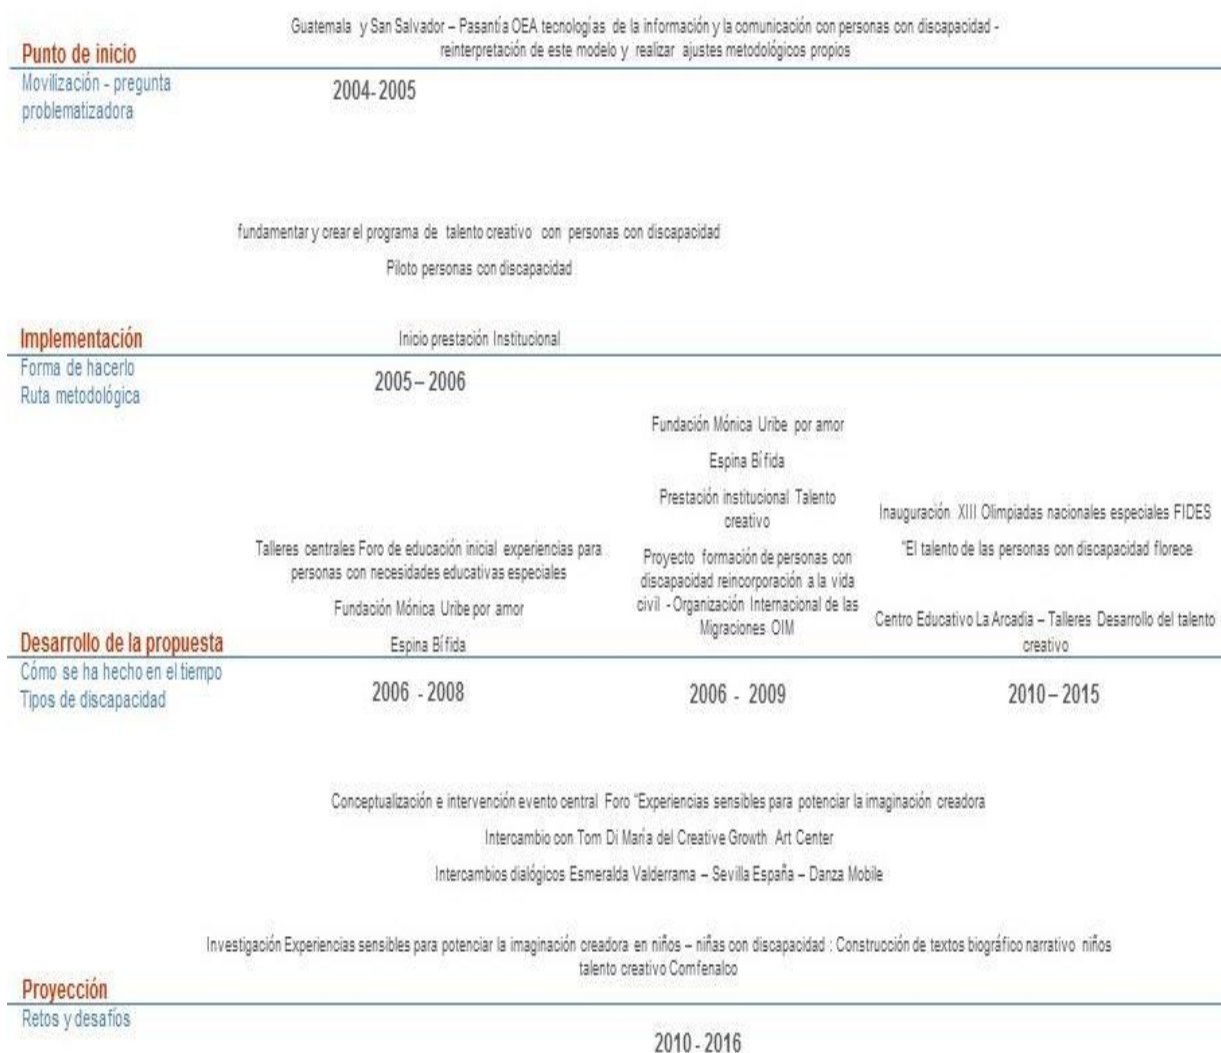 Guatemala y San Salvador – Pasantía OEA tecnologías de la información y la comunicación con personas con discapacidad -
reinterpretación de este modelo y realizar ajustes metodológicos propios
Punto de inicio
Movilización - pregunta
problematizadora
2004- 2005
fundamentar y crear el programa de talento creativo con personas con discapacidad
Piloto personas con discapacidad
Inicio prestación Institucional
Implementación
Forma de hacerlo
Ruta metodológica
2005 – 2006
Talleres centrales Foro de educación inicial experiencias para
personas con necesidades educativas especiales
Fundación Mónica Uribe por amor
Espina Bífida
Fundación Mónica Uribe por amor
Espina Bífida
Prestación institucional Talento
creativo
Proyecto formación de personas con
discapacidad reincorporación a la vida
civil - Organización Internacional de las
Migraciones OIM
Inauguración XIII Olimpiadas nacionales especiales FIDES
"El talento de las personas con discapacidad florece
Centro Educativo La Arcadia – Talleres Desarrollo del talento
creativo
Desarrollo de la propuesta
Cómo se ha hecho en el tiempo
Tipos de discapacidad
2006 - 2008
2006 - 2009
2010 – 2015
Conceptualización e intervención evento central Foro "Experiencias sensibles para potenciar la imaginación creadora
Intercambio con Tom Di María del Creative Growth Art Center
Intercambios dialógicos Esmeralda Valderrama – Sevilla España – Danza Mobile
Investigación Experiencias sensibles para potenciar la imaginación creadora en niños – niñas con discapacidad : Construcción de textos biográfico narrativo niños
talento creativo Comfenalco
Proyección
Retos y desafíos
2010 - 2016